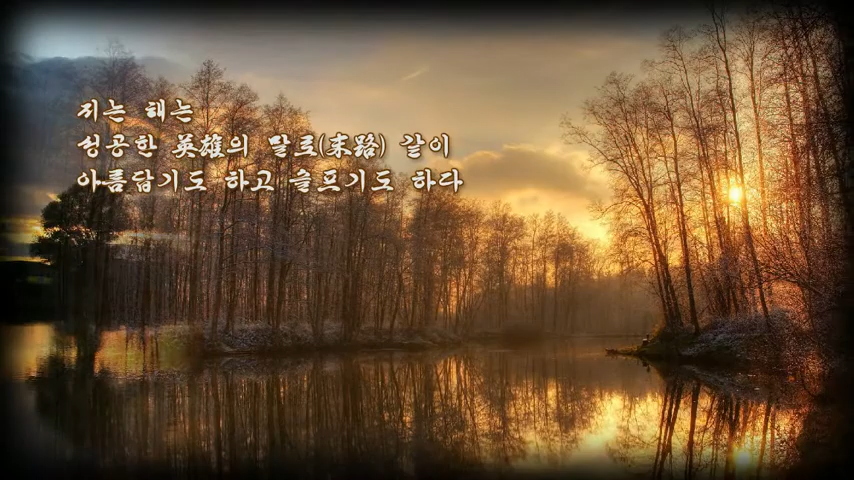 지는 해는
성공한 英雄의 말로(末路) 같이
아름답기도 하고 슬프기도 하다